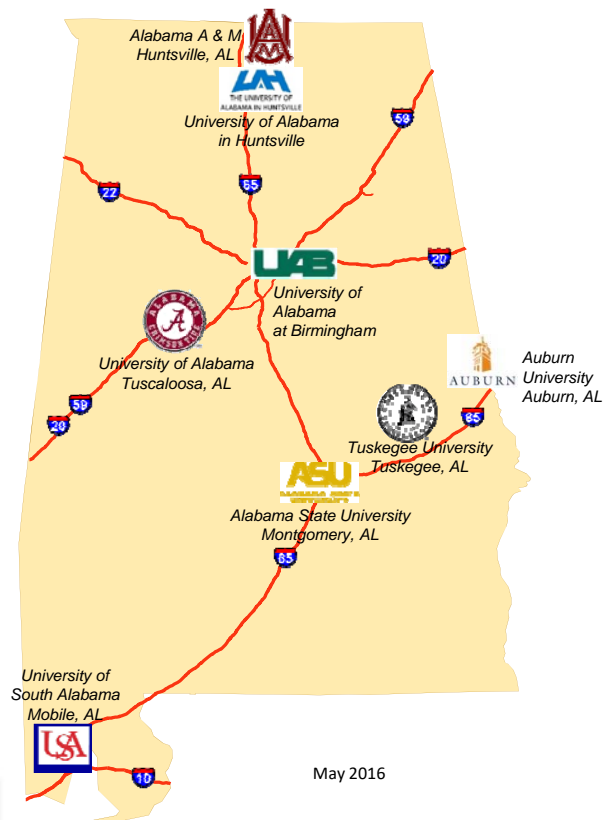 Alabama A & M
Huntsville, AL
UAH
THE UNIVERSITY OF
ALABAMA IN HUNTSVILLE
University of Alabama
in Huntsville
59
22
65
UAB
20
University of
Alabama
at Birmingham
ALABAMA
A
University of Alabama
Tuscaloosa, AL
AUBURN
Auburn
University
Auburn, AL
59
20
85
Tuskegee University
Tuskegee, AL
ASU
Alabama State University
Montgomery, AL
65
University of
South Alabama
Mobile, AL
USA
10
May 2016